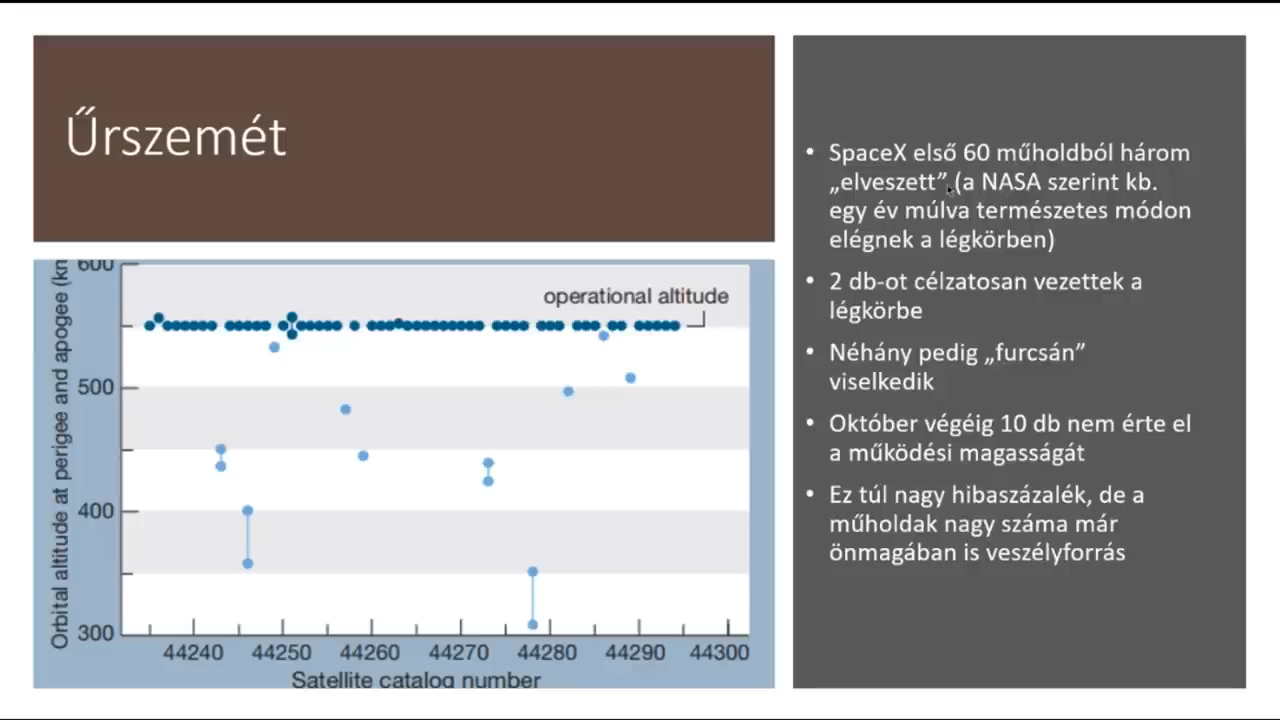 Űrszemét
• SpaceX első 60 műholdból három
„elveszett” (a NASA szerint kb.
egy év múlva természetes módon
elégnek a légkörben)
• 2 db-ot célzatosan vezettek a
légkörbe
• Néhány pedig „furcsán”
viselkedik
• Október végéig 10 db nem érte el
a működési magasságát
• Ez túl nagy hibaszázalék, de a
műholdak nagy száma már
önmagában is veszélyforrás
Orbital altitude at perigee and apogee (km
600
500
400
300
operational altitude
44240 44250 44260 44270 44280 44290 44300
Satellite catalog number